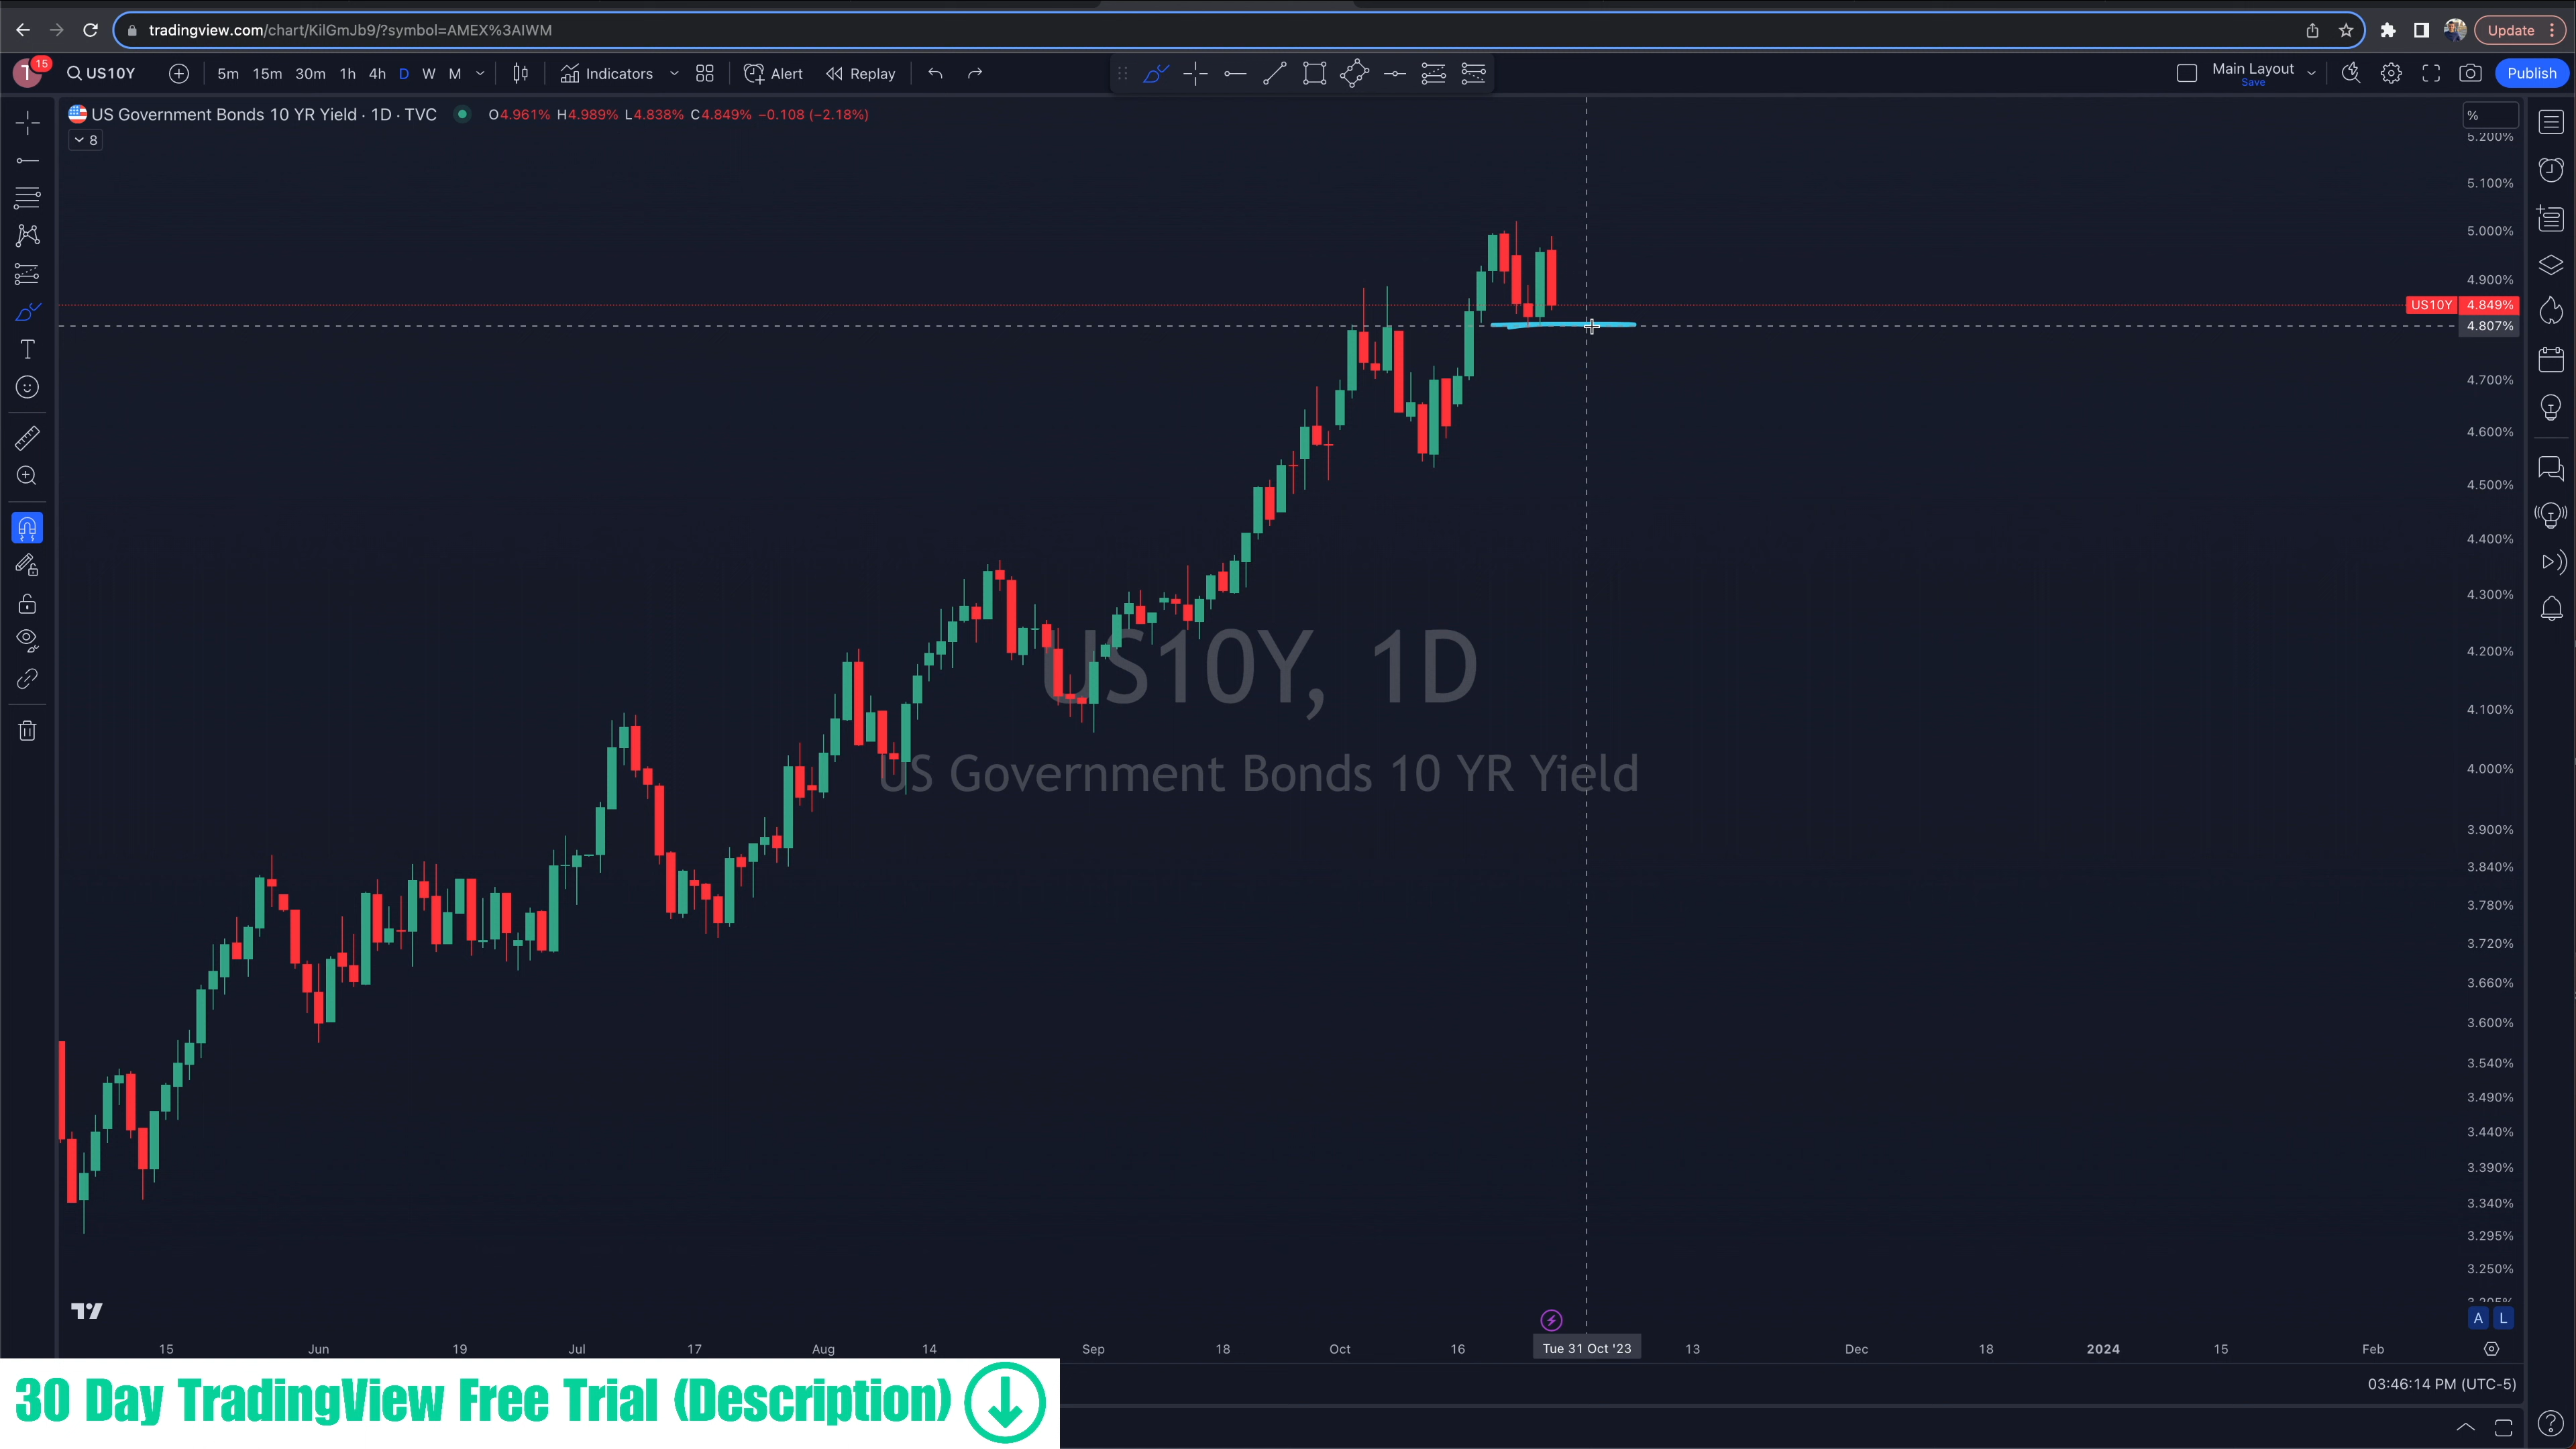 tradingview.com/chart/KilGmJb9/?symbol=AMEX%3AIWM
Update
15
US10Y
5m 15m 30m 1h 4h D W M
Indicators
Alert
Replay
Main Layout
Save
Publish
US Government Bonds 10 YR Yield · 1D · TVC
O4.961% H4.989% L4.838% C4.849% −0.108 (−2.18%)
8
%
5.200%
5.100%
5.000%
4.900%
US10Y 4.849%
4.807%
4.700%
4.600%
4.500%
4.400%
4.300%
4.200%
4.100%
4.000%
3.900%
3.840%
3.780%
3.720%
3.660%
3.600%
3.540%
3.490%
3.440%
3.390%
3.340%
3.295%
3.250%
US10Y, 1D
US Government Bonds 10 YR Yield
A L
15 Jun 19 Jul 17 Aug 14 Sep 18 Oct 16 Tue 31 Oct '23 13 Dec 18 2024 15 Feb
03:46:14 PM (UTC-5)
30 Day TradingView Free Trial (Description)